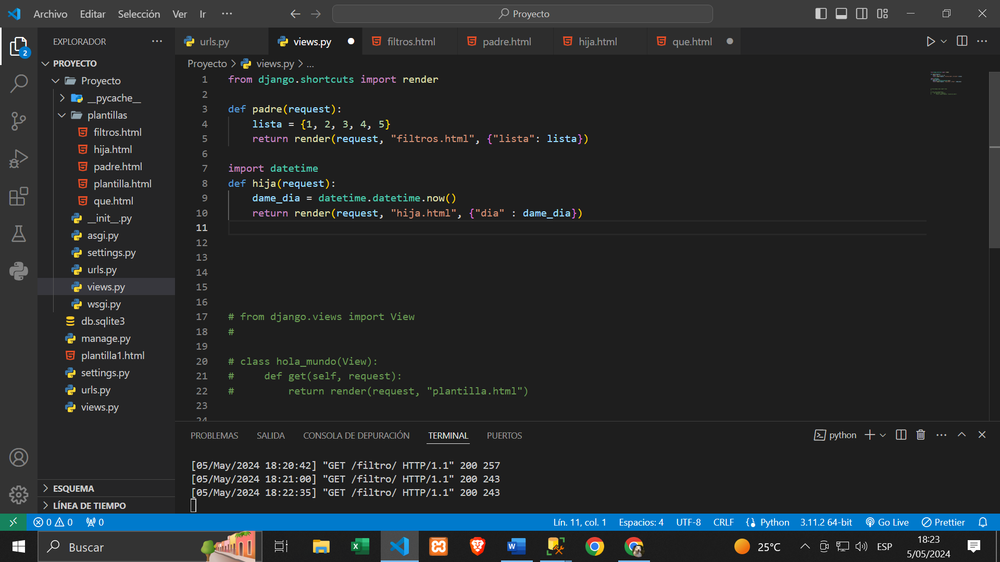 Archivo Editar Selección Ver Ir ··· Proyecto
EXPLORADOR ···
PROYECTO
Proyecto
__pycache__
plantillas
filtros.html
hija.html
padre.html
plantilla.html
que.html
__init__.py
asgi.py
settings.py
urls.py
views.py
wsgi.py
db.sqlite3
manage.py
plantilla1.html
settings.py
urls.py
views.py
ESQUEMA
LÍNEA DE TIEMPO
2
urls.py views.py filtros.html padre.html hija.html que.html
Proyecto > views.py > ...
1 from django.shortcuts import render
2
3 def padre(request):
4 lista = {1, 2, 3, 4, 5}
5 return render(request, "filtros.html", {"lista": lista})
6
7 import datetime
8 def hija(request):
9 dame_dia = datetime.datetime.now()
10 return render(request, "hija.html", {"dia" : dame_dia})
11
12
13
14
15
16
17 # from django.views import View
18 #
19
20 # class hola_mundo(View):
21 # def get(self, request):
22 # return render(request, "plantilla.html")
23
24
PROBLEMAS SALIDA CONSOLA DE DEPURACIÓN TERMINAL PUERTOS python
[05/May/2024 18:20:42] "GET /filtro/ HTTP/1.1" 200 257
[05/May/2024 18:21:00] "GET /filtro/ HTTP/1.1" 200 243
[05/May/2024 18:22:35] "GET /filtro/ HTTP/1.1" 200 243
0 0 0 Lín. 11, col. 1 Espacios: 4 UTF-8 CRLF Python 3.11.2 64-bit Go Live Prettier
Buscar 25°C ESP 18:23
5/05/2024